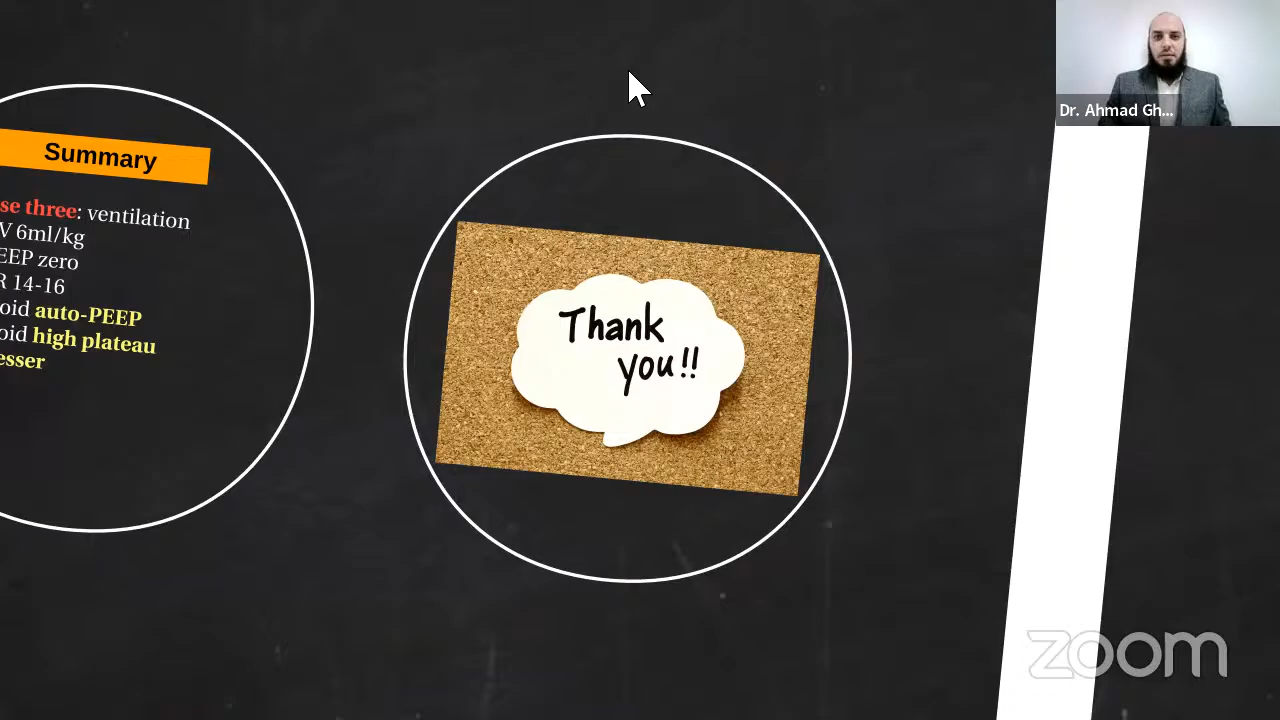 Summary
se three: ventilation
V 6ml/kg
EEP zero
R 14-16
oid auto-PEEP
oid high plateau
esser
Thank
you!!
Dr. Ahmad Gh...
zoom